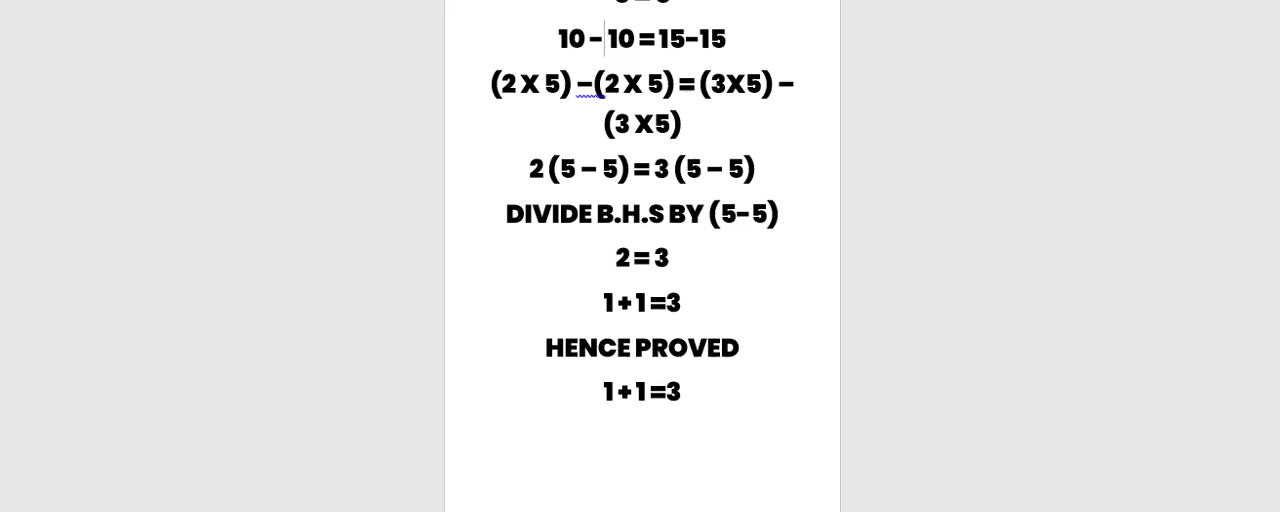 10 – 10 = 15–15
(2 X 5) –(2 X 5) = (3X5) –
(3 X5)
2 (5 – 5) = 3 (5 – 5)
DIVIDE B.H.S BY (5–5)
2 = 3
1 + 1 =3
HENCE PROVED
1 + 1 =3